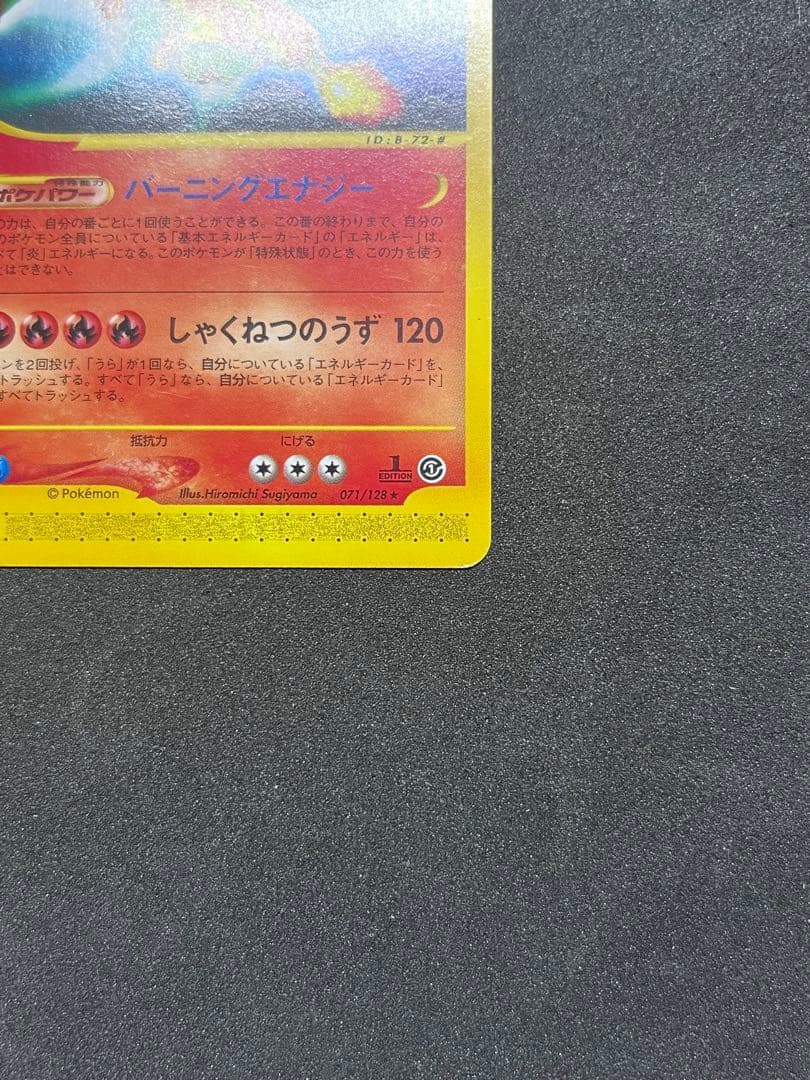 ID:B-72-#
特殊能力
ポケパワー バーニングエナジー
の力は、自分の番ごとに1回使うことができる。この番の終わりまで、自分の
のポケモン全員についている「基本エネルギーカード」の「エネルギー」は、
べて「炎」エネルギーになる。このポケモンが「特殊状態」のとき、この力を使う
とはできない。
しゃくねつのうず 120
ンを2回投げ、「うら」が1回なら、自分についている「エネルギーカード」を、
トラッシュする。すべて「うら」なら、自分についている「エネルギーカード」
すべてトラッシュする。
抵抗力 にげる
1
EDITION
©Pokémon Illus.Hiromichi Sugiyama 071/128★